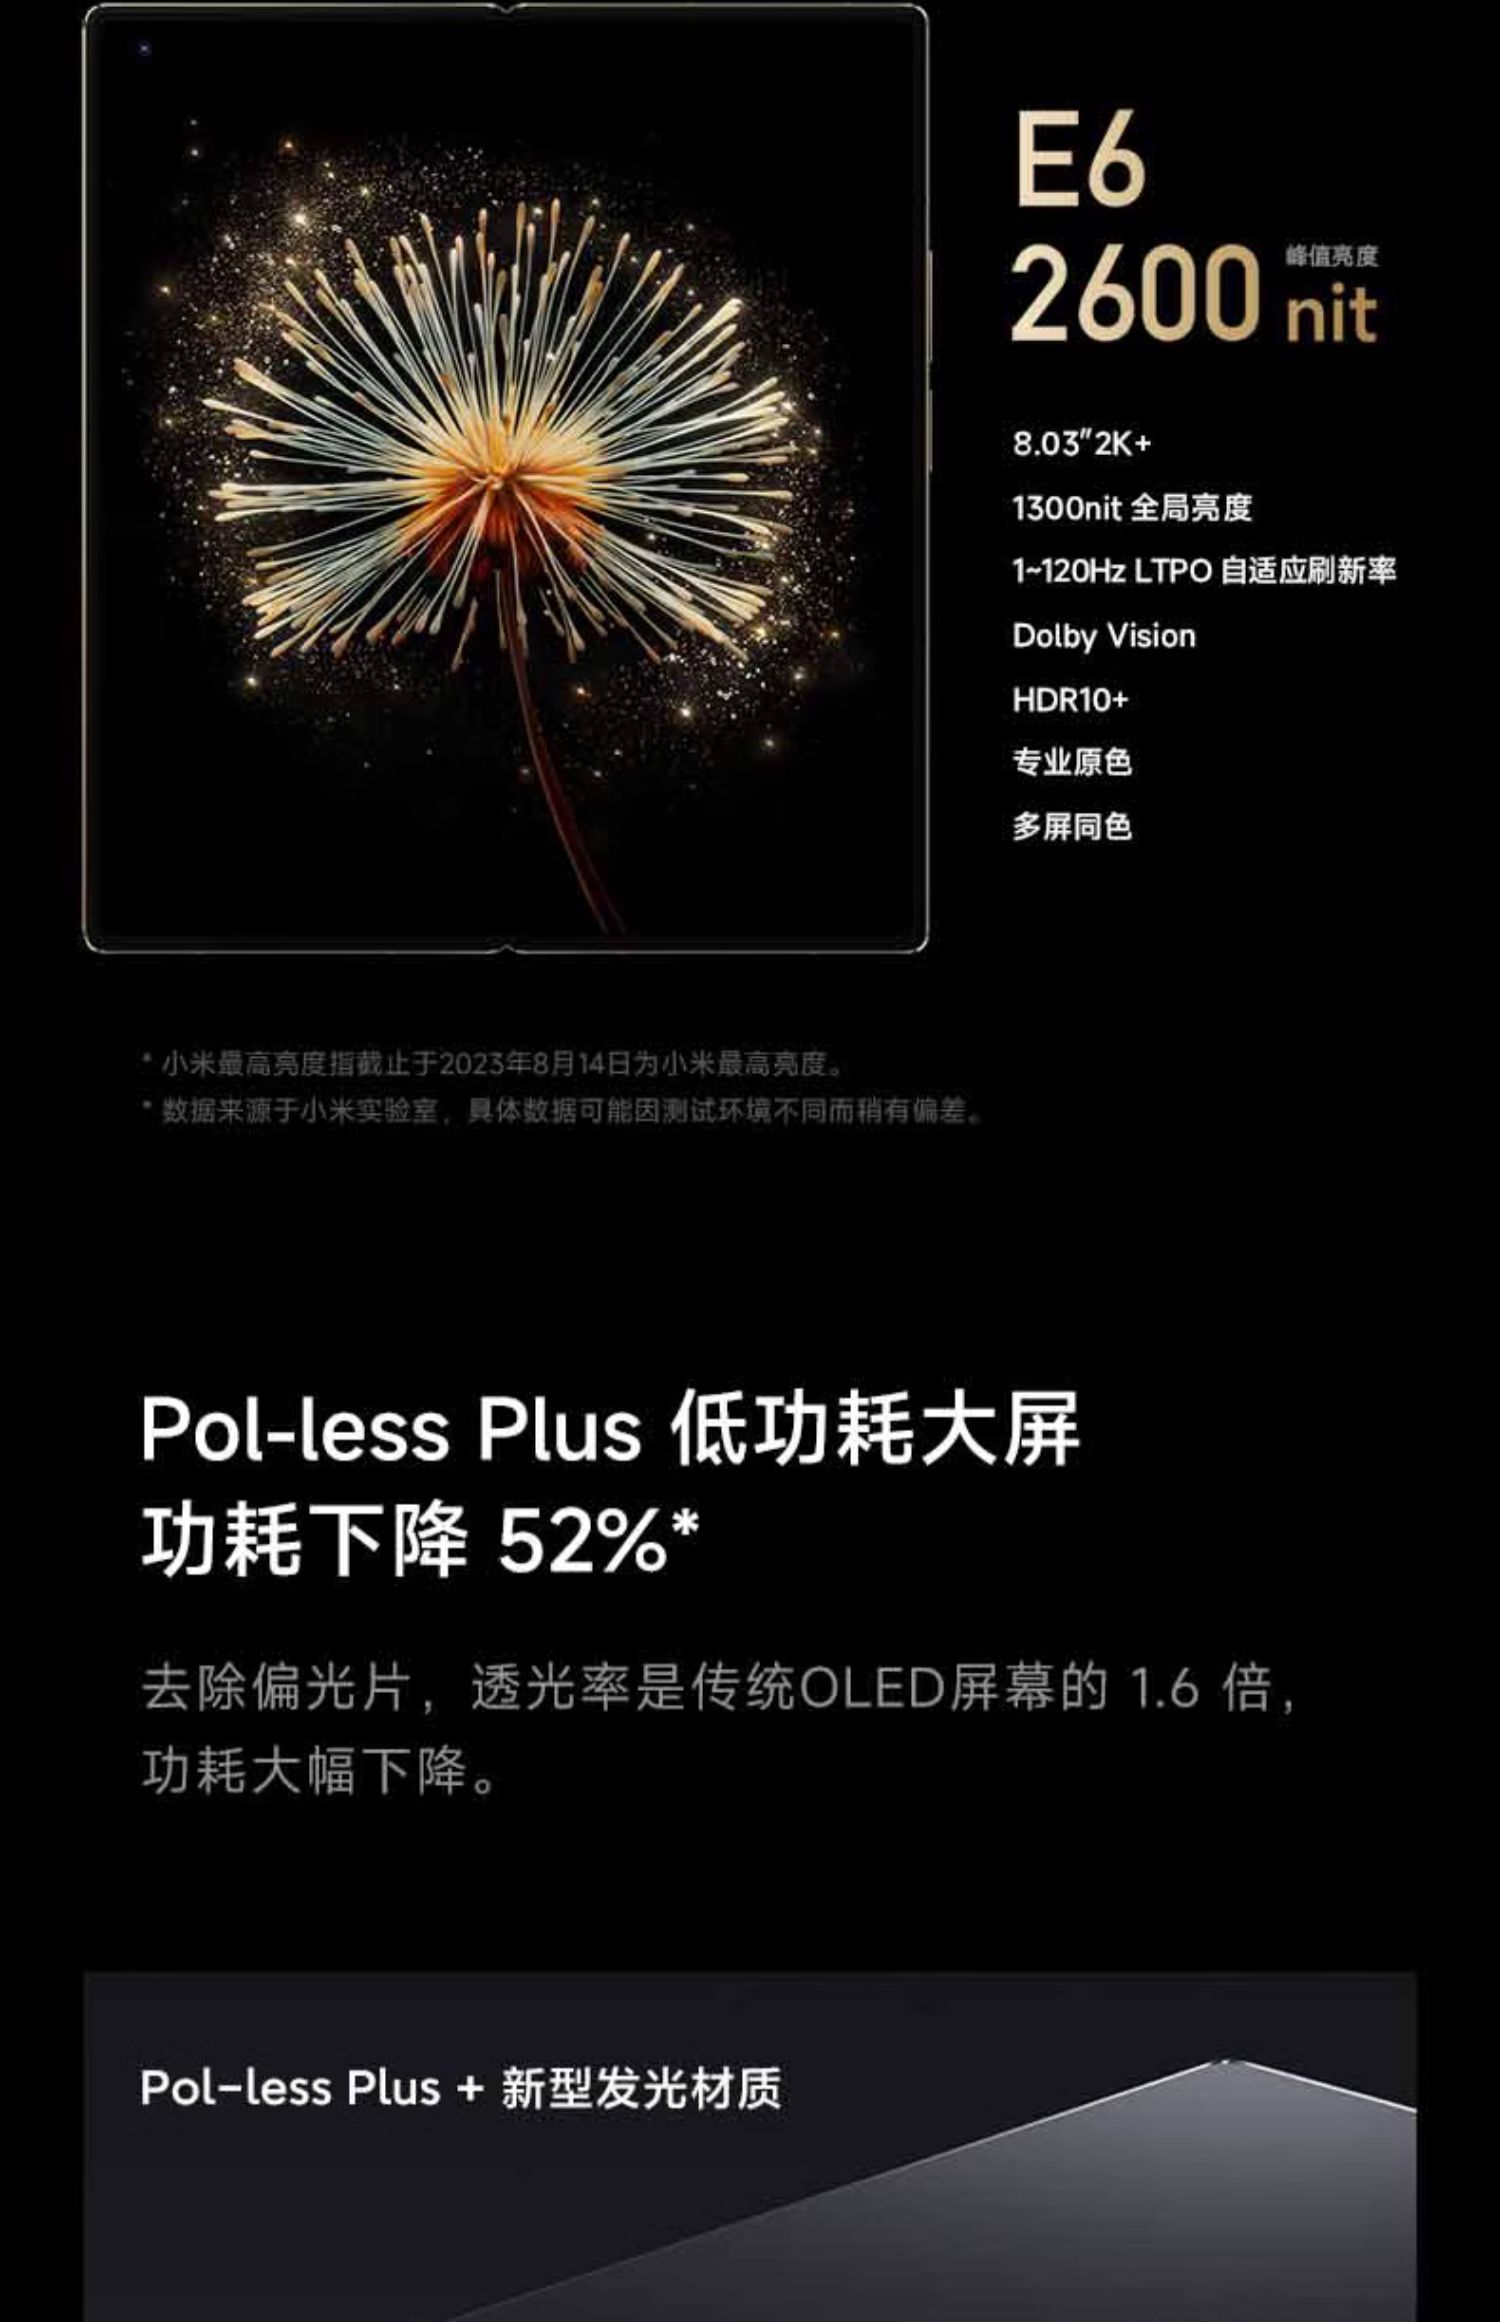 E6
2600 峰值亮度 nit
8.03"2K+
1300nit 全局亮度
1~120Hz LTPO 自适应刷新率
Dolby Vision
HDR10+
专业原色
多屏同色
* 小米最高亮度指截止于2023年8月14日为小米最高亮度。
* 数据来源于小米实验室，具体数据可能因测试环境不同而稍有偏差。
Pol-less Plus 低功耗大屏
功耗下降 52%*
去除偏光片，透光率是传统OLED屏幕的 1.6 倍，
功耗大幅下降。
Pol-less Plus + 新型发光材质